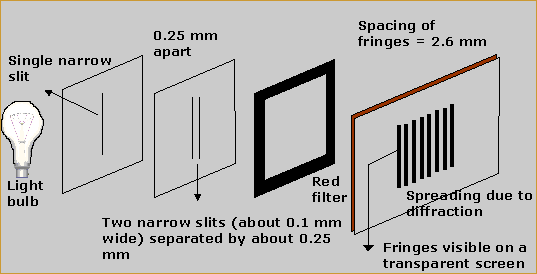 Single narrow
slit
0.25 mm
apart
Spacing of
fringes = 2.6 mm
Light
bulb
Red
filter
Spreading due to
diffraction
Two narrow slits (about 0.1 mm
wide) separated by about 0.25
mm
Fringes visible on a
transparent screen